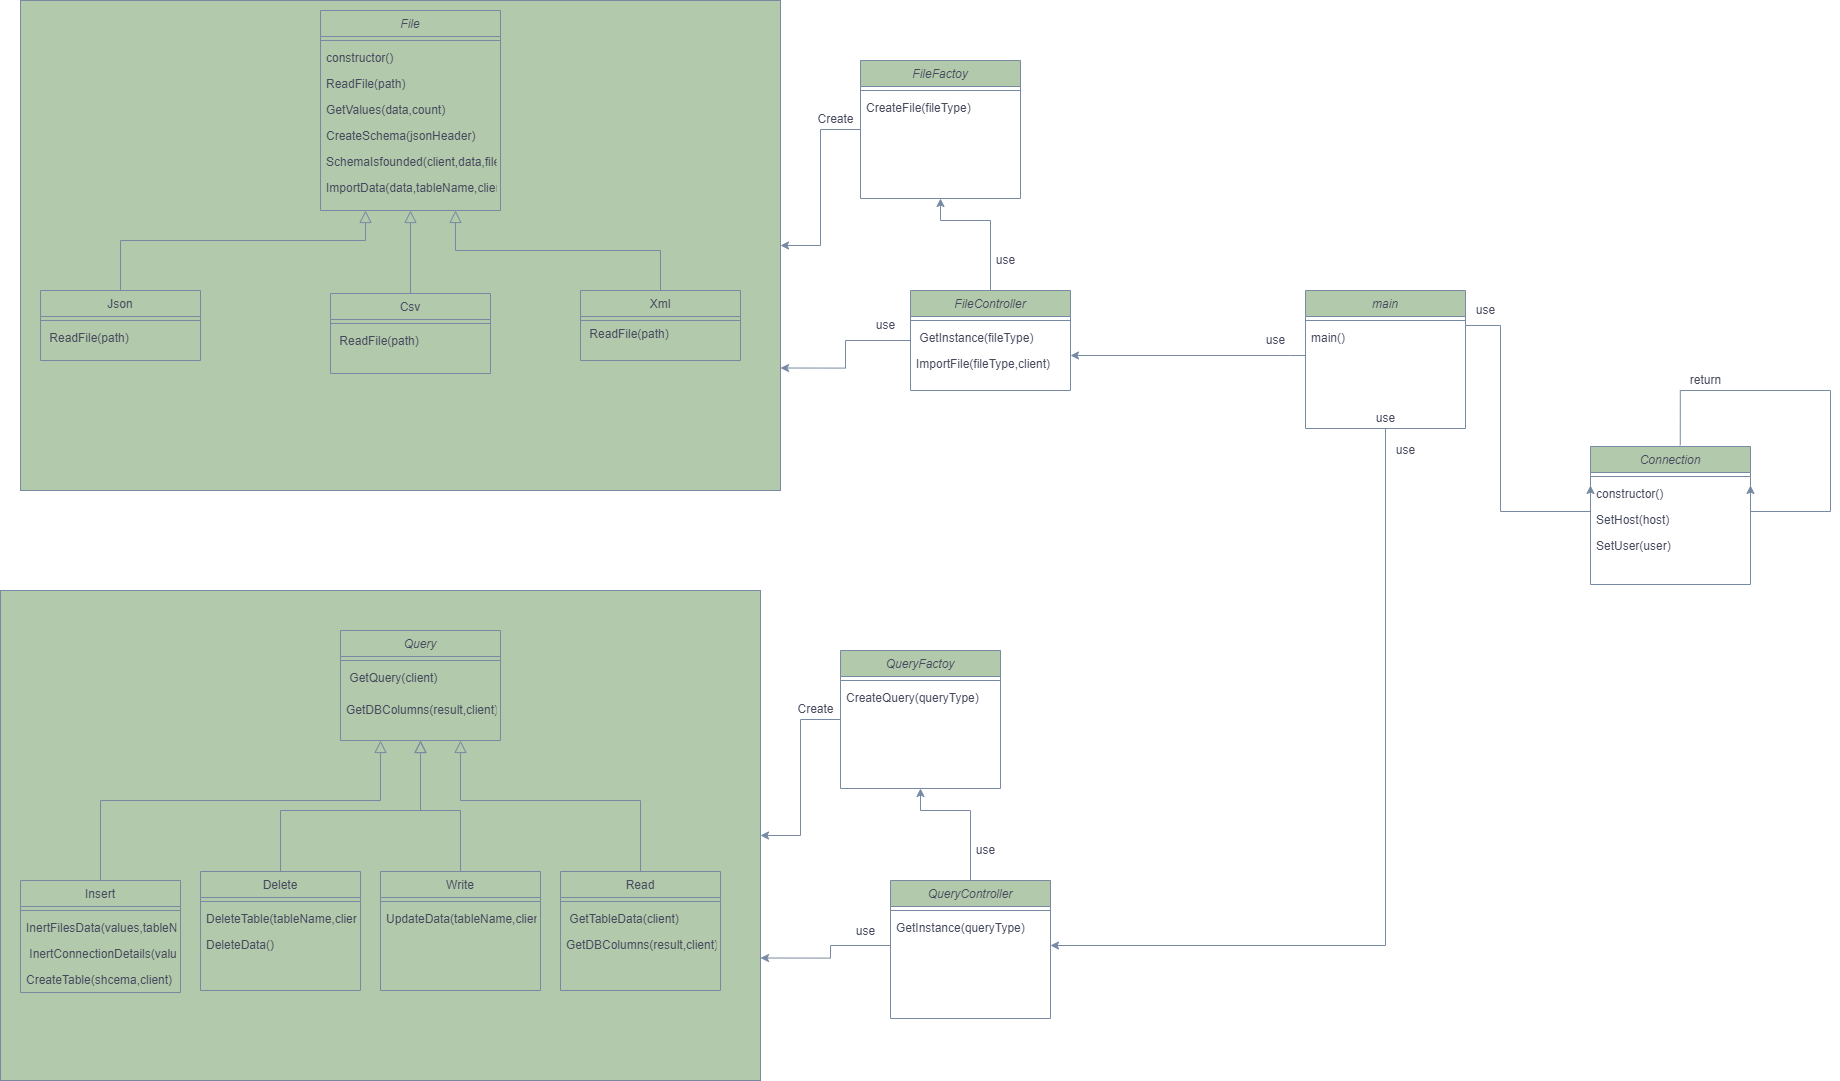 File
constructor()
ReadFile(path)
GetValues(data,count)
CreateSchema(jsonHeader)
SchemaIsfounded(client,data,file
ImportData(data,tableName,clie
Json
ReadFile(path)
Csv
ReadFile(path)
Xml
ReadFile(path)
Create
FileFactoy
CreateFile(fileType)
use
use
FileController
GetInstance(fileType)
ImportFile(fileType,client)
use
main
main()
use
use
use
return
Connection
constructor()
SetHost(host)
SetUser(user)
Query
GetQuery(client)
GetDBColumns(result,client)
Insert
InertFilesData(values,tableN
InertConnectionDetails(valu
CreateTable(shcema,client)
Delete
DeleteTable(tableName,clier
DeleteData()
Write
UpdateData(tableName,clier
Read
GetTableData(client)
GetDBColumns(result,client)
Create
QueryFactoy
CreateQuery(queryType)
use
use
QueryController
GetInstance(queryType)